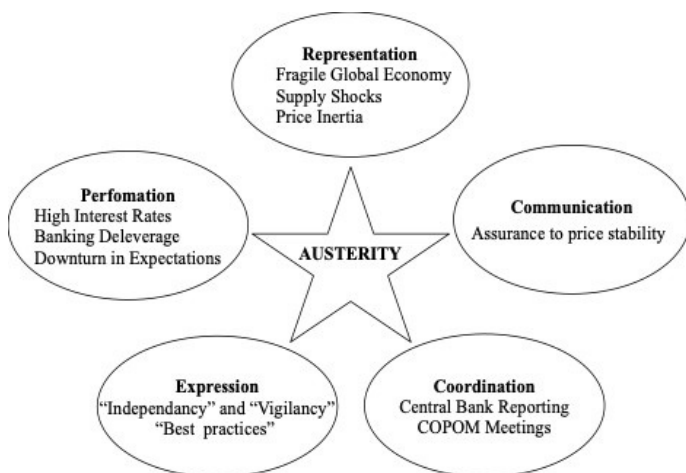 Representation
Fragile Global Economy
Supply Shocks
Price Inertia
Perfomation
High Interest Rates
Banking Deleverage
Downturn in Expectations
AUSTERITY
Communication
Assurance to price stability
Expression
“Independancy” and “Vigilancy”
“Best practices”
Coordination
Central Bank Reporting
COPOM Meetings